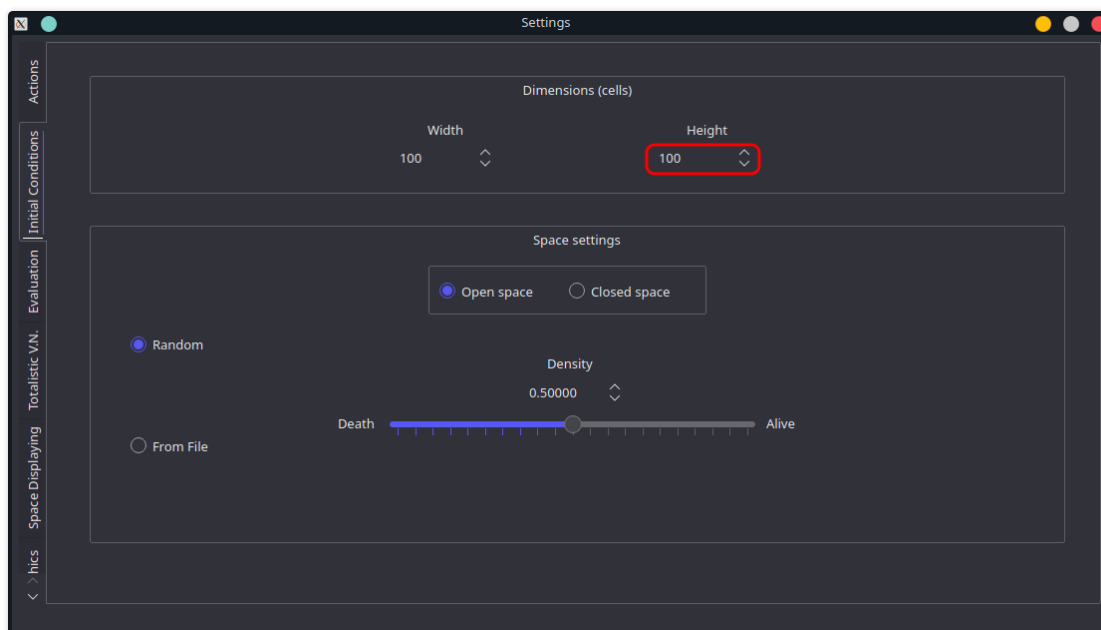 Settings
Actions
Initial Conditions
Evaluation
Totalistic V.N.
Space Displaying
hics
Dimensions (cells)
Width
Height
100
100
Space settings
Open space
Closed space
Random
Density
0.50000
Death
Alive
From File